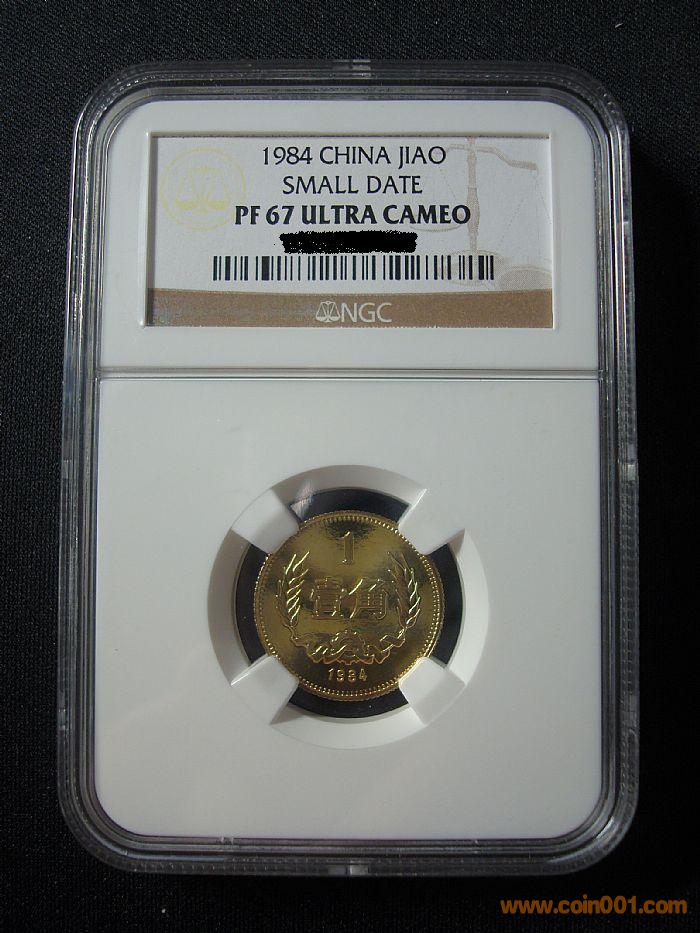 1984 CHINA JIAO
SMALL DATE
PF 67 ULTRA CAMEO
NGC
1
壹角
1984
www.coin001.com